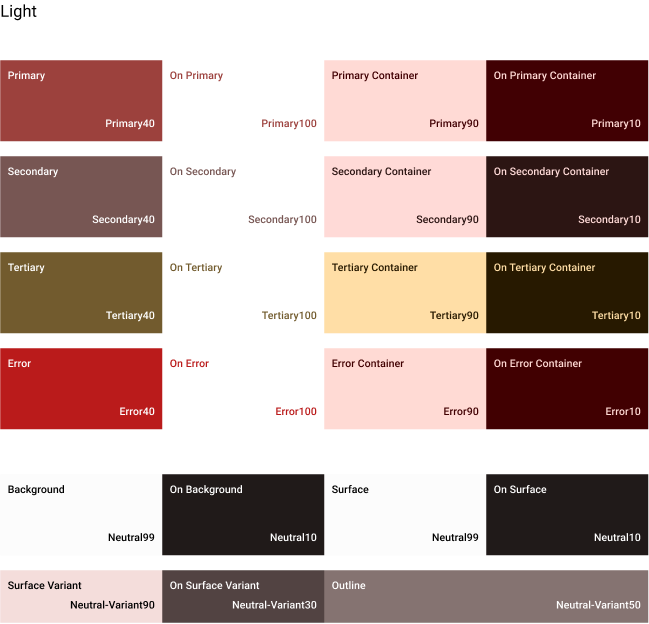 Light
Primary
On Primary
Primary Container
On Primary Container
Primary40
Primary100
Primary90
Primary10
Secondary
On Secondary
Secondary Container
On Secondary Container
Secondary40
Secondary100
Secondary90
Secondary10
Tertiary
On Tertiary
Tertiary Container
On Tertiary Container
Tertiary40
Tertiary100
Tertiary90
Tertiary10
Error
On Error
Error Container
On Error Container
Error40
Error100
Error90
Error10
Background
On Background
Surface
On Surface
Neutral99
Neutral10
Neutral99
Neutral10
Surface Variant
On Surface Variant
Outline
Neutral-Variant90
Neutral-Variant30
Neutral-Variant50